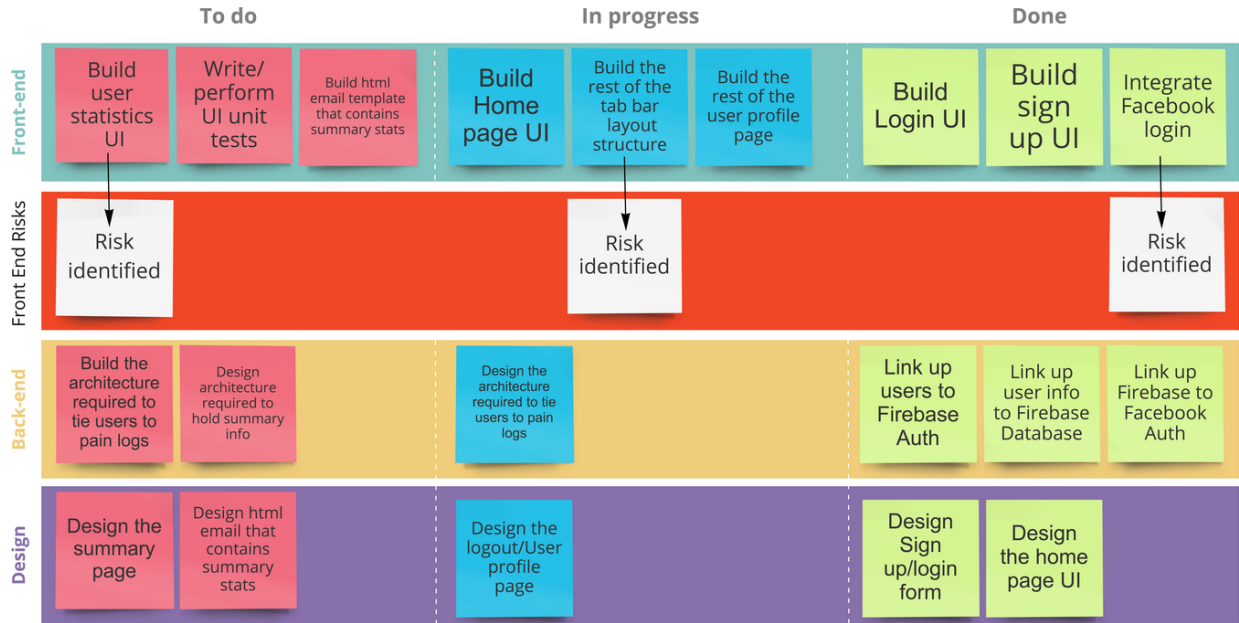 To do
In progress
Done
Front-end
Build
user
statistics
UI
Write/
perform
UI unit
tests
Build html
email template
that contains
summary stats
Build
Home
page UI
Build the
rest of the
tab bar
layout
structure
Build the
rest of the
user profile
page
Build
Login UI
Build
sign
up UI
Integrate
Facebook
login
Front End Risks
Risk
identified
Risk
identified
Risk
identified
Back-end
Build the
architecture
required to
tie users to
pain logs
Design
architecture
required to
hold summary
info
Design the
architecture
required to tie
users to pain
logs
Link up
users to
Firebase
Auth
Link up
user info
to Firebase
Database
Link up
Firebase to
Facebook
Auth
Design
Design the
summary
page
Design html
email that
contains
summary
stats
Design the
logout/User
profile
page
Design
Sign
up/login
form
Design
the home
page UI